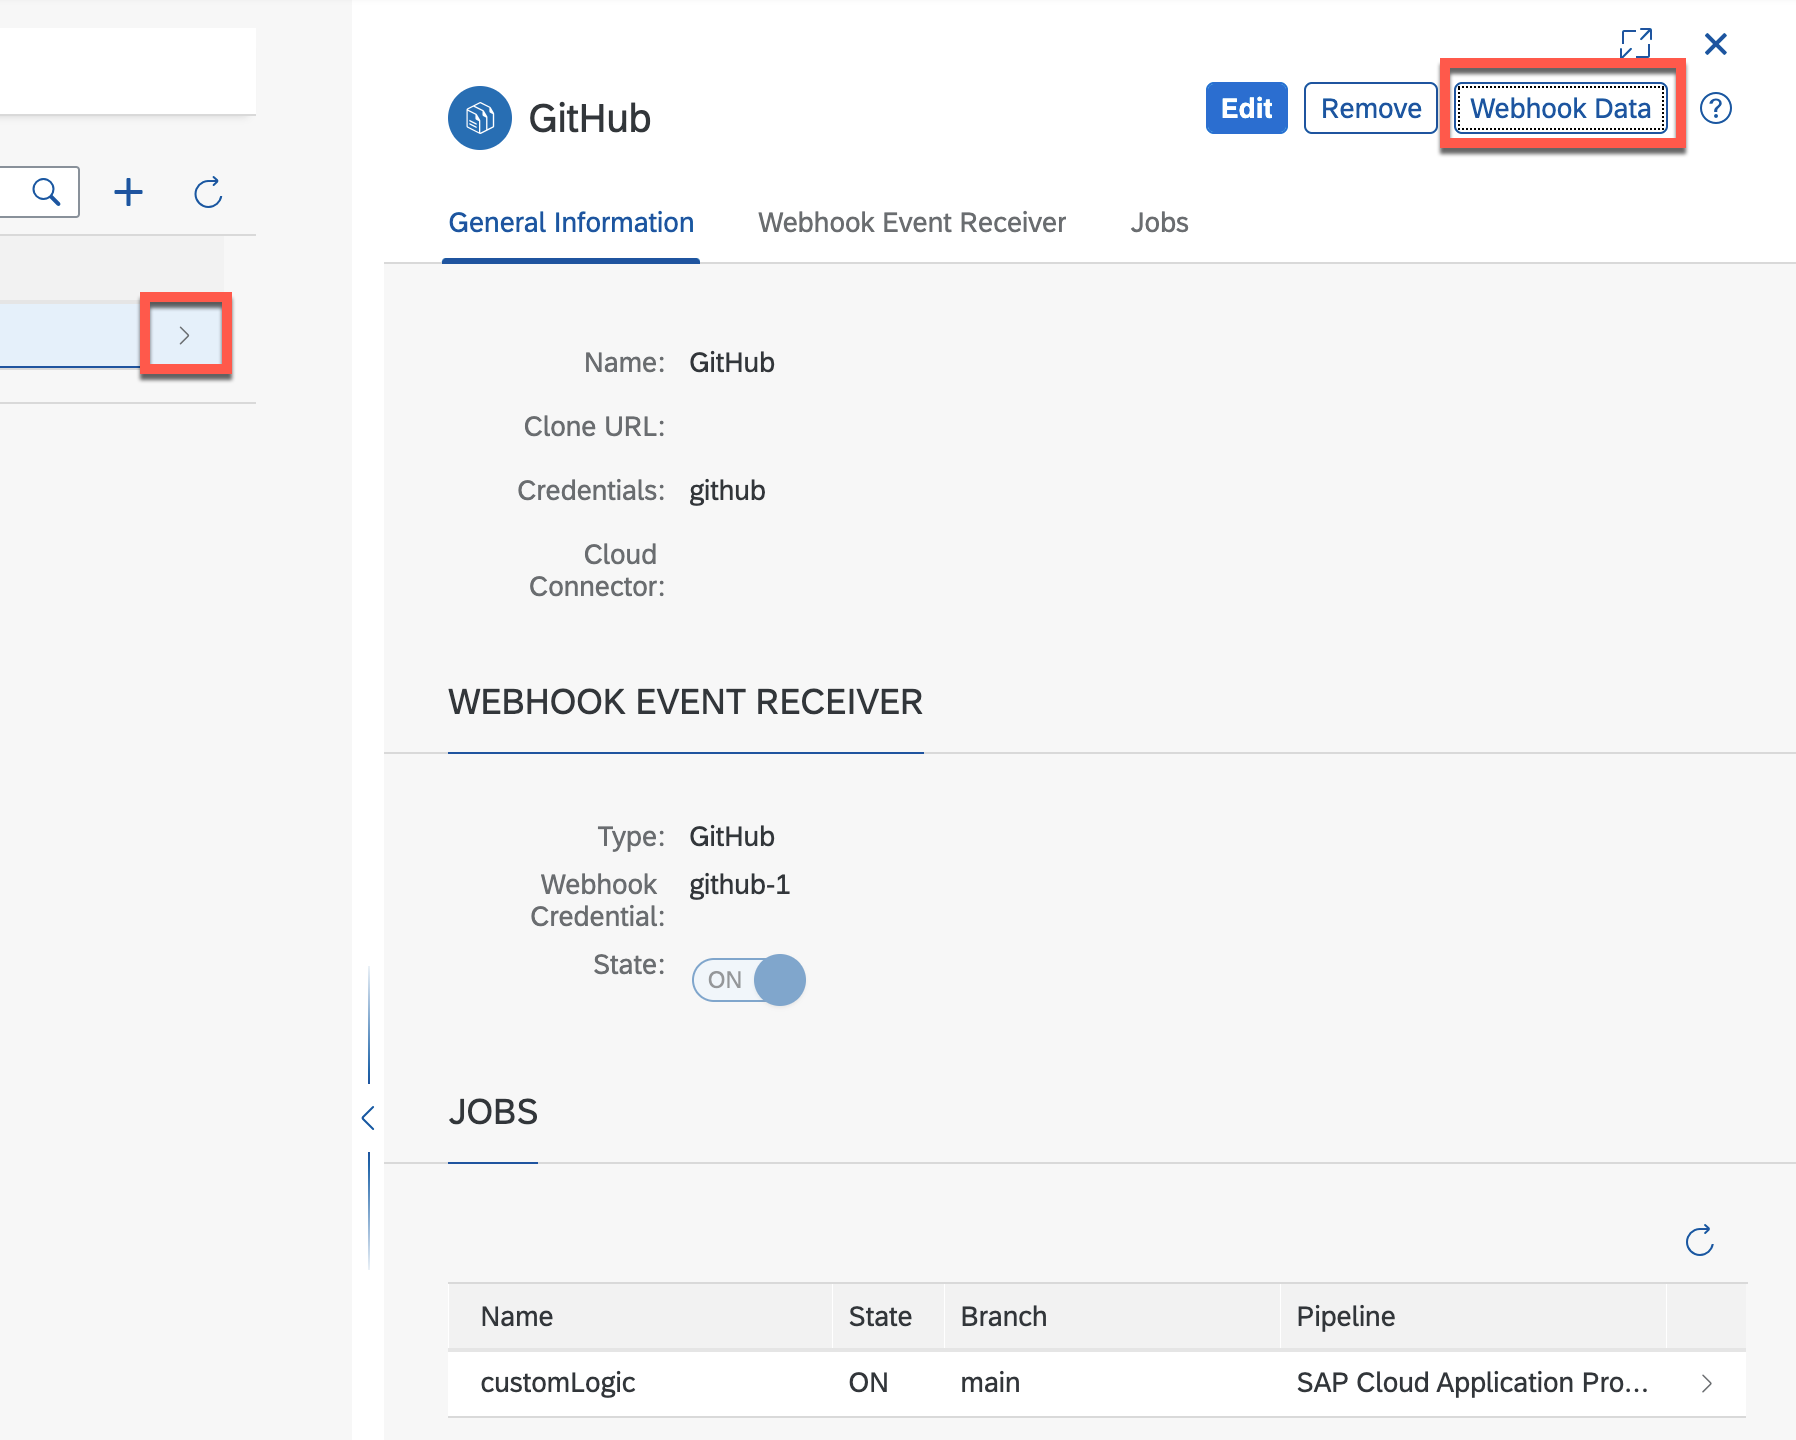 GitHub
Edit
Remove
Webhook Data
General Information
Webhook Event Receiver
Jobs
Name: GitHub
Clone URL:
Credentials: github
Cloud
Connector:
WEBHOOK EVENT RECEIVER
Type: GitHub
Webhook github-1
Credential:
State: ON
JOBS
Name State Branch Pipeline
customLogic ON main SAP Cloud Application Pro...